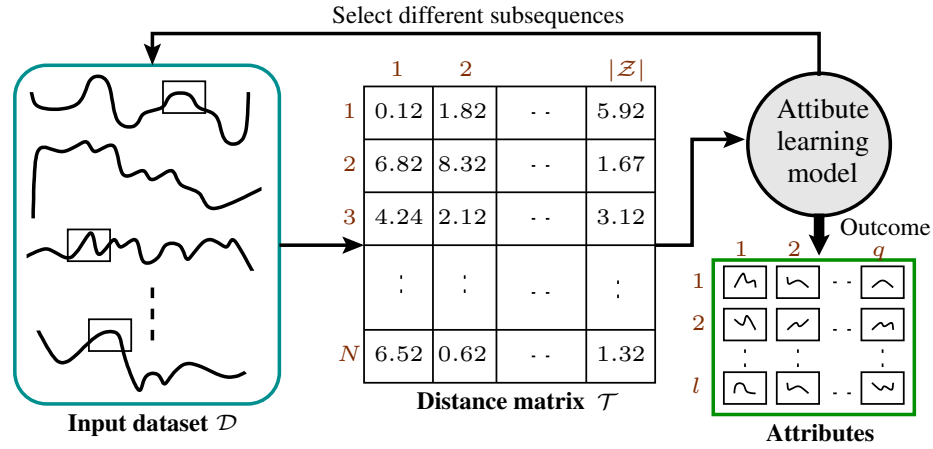 Select different subsequences
1 2 |𝒵|
1 0.12 1.82 - - 5.92
2 6.82 8.32 - - 1.67
3 4.24 2.12 - - 3.12
N 6.52 0.62 - - 1.32
Attibute
learning
model
Outcome
1 2 q
1
2
l
Input dataset 𝒟
Distance matrix 𝒯
Attributes